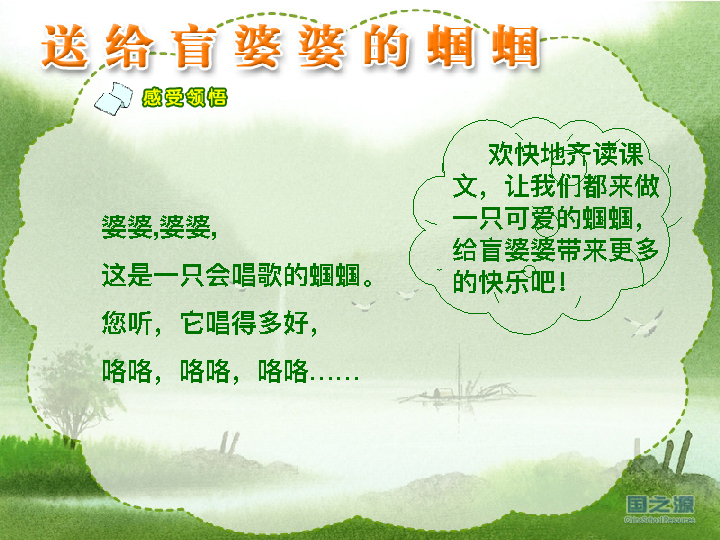 送给盲婆婆的蝈蝈
感受领悟
欢快地齐读课
文，让我们都来做
一只可爱的蝈蝈，
给盲婆婆带来更多
的快乐吧！
婆婆,婆婆,
这是一只会唱歌的蝈蝈。
您听，它唱得多好，
咯咯，咯咯，咯咯……
国之源
ChinaSchool Resources